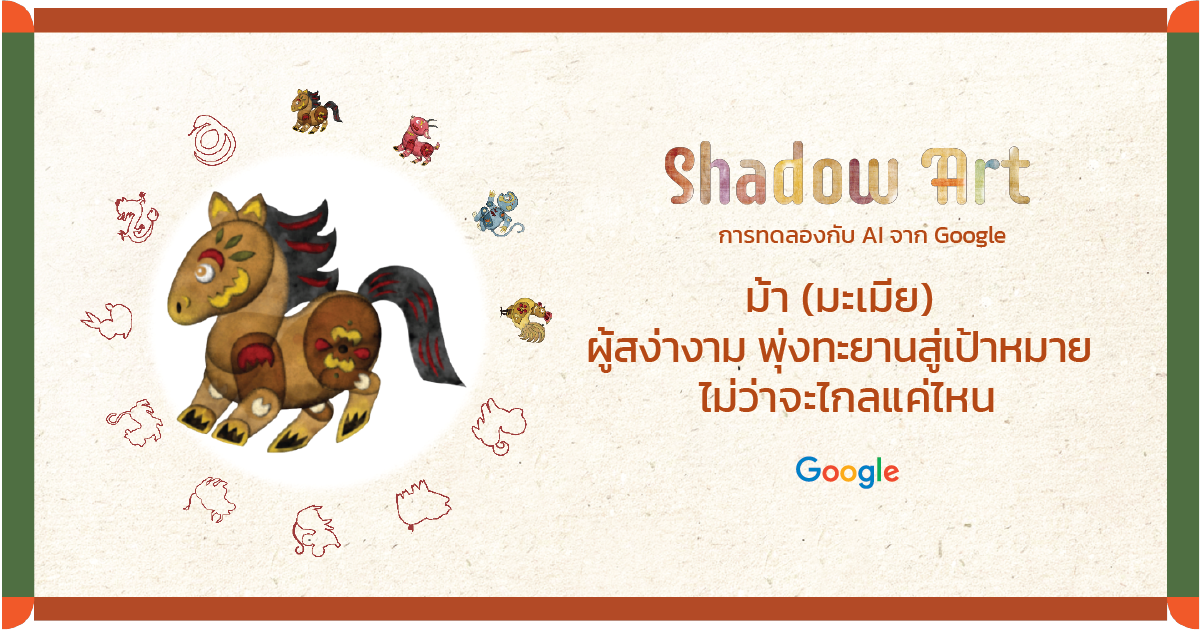 Shadow Art
การทดลองกับ AI จาก Google
ม้า (มะเมีย)
ผู้สง่างาม พุ่งทะยานสู่เป้าหมาย
ไม่ว่าจะไกลแค่ไหน
Google